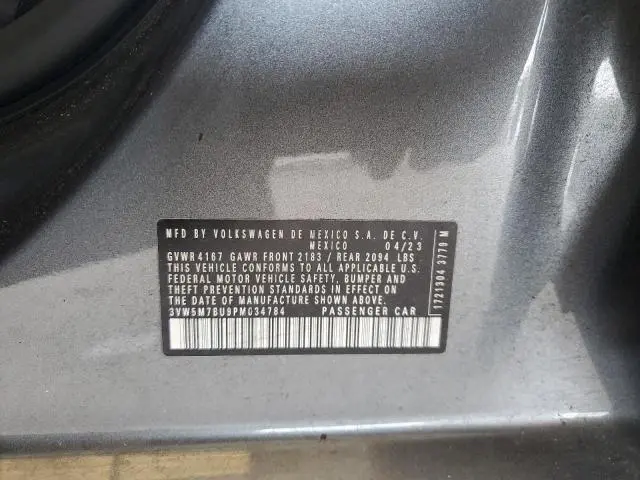 MFD BY VOLKSWAGEN DE MEXICO S.A. DE C.V.
MEXICO 04/23
GVWR 4167 GAWR FRONT 2183 / REAR 2094 LBS
THIS VEHICLE CONFORMS TO ALL APPLICABLE U.S.
FEDERAL MOTOR VEHICLE SAFETY, BUMPER AND
THEFT PREVENTION STANDARDS IN EFFECT ON THE
DATE OF MANUFACTURE SHOWN ABOVE.
3VW5M7BU9PM034784 PASSENGER CAR
1721304 3779 M